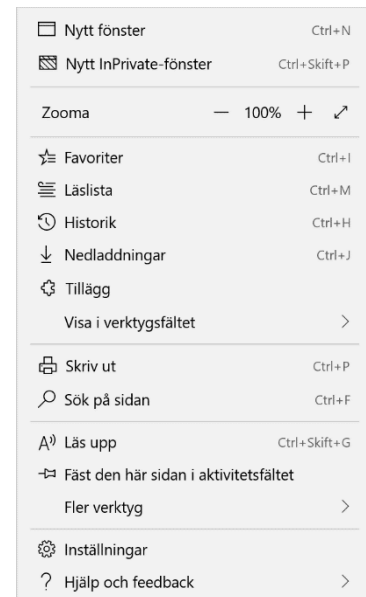 Nytt fönster Ctrl+N
Nytt InPrivate-fönster Ctrl+Skift+P
Zooma — 100% +
Favoriter Ctrl+I
Läslista Ctrl+M
Historik Ctrl+H
Nedladdningar Ctrl+J
Tillägg
Visa i verktygsfältet
Skriv ut Ctrl+P
Sök på sidan Ctrl+F
Läs upp Ctrl+Skift+G
Fäst den här sidan i aktivitetsfältet
Fler verktyg
Inställningar
Hjälp och feedback